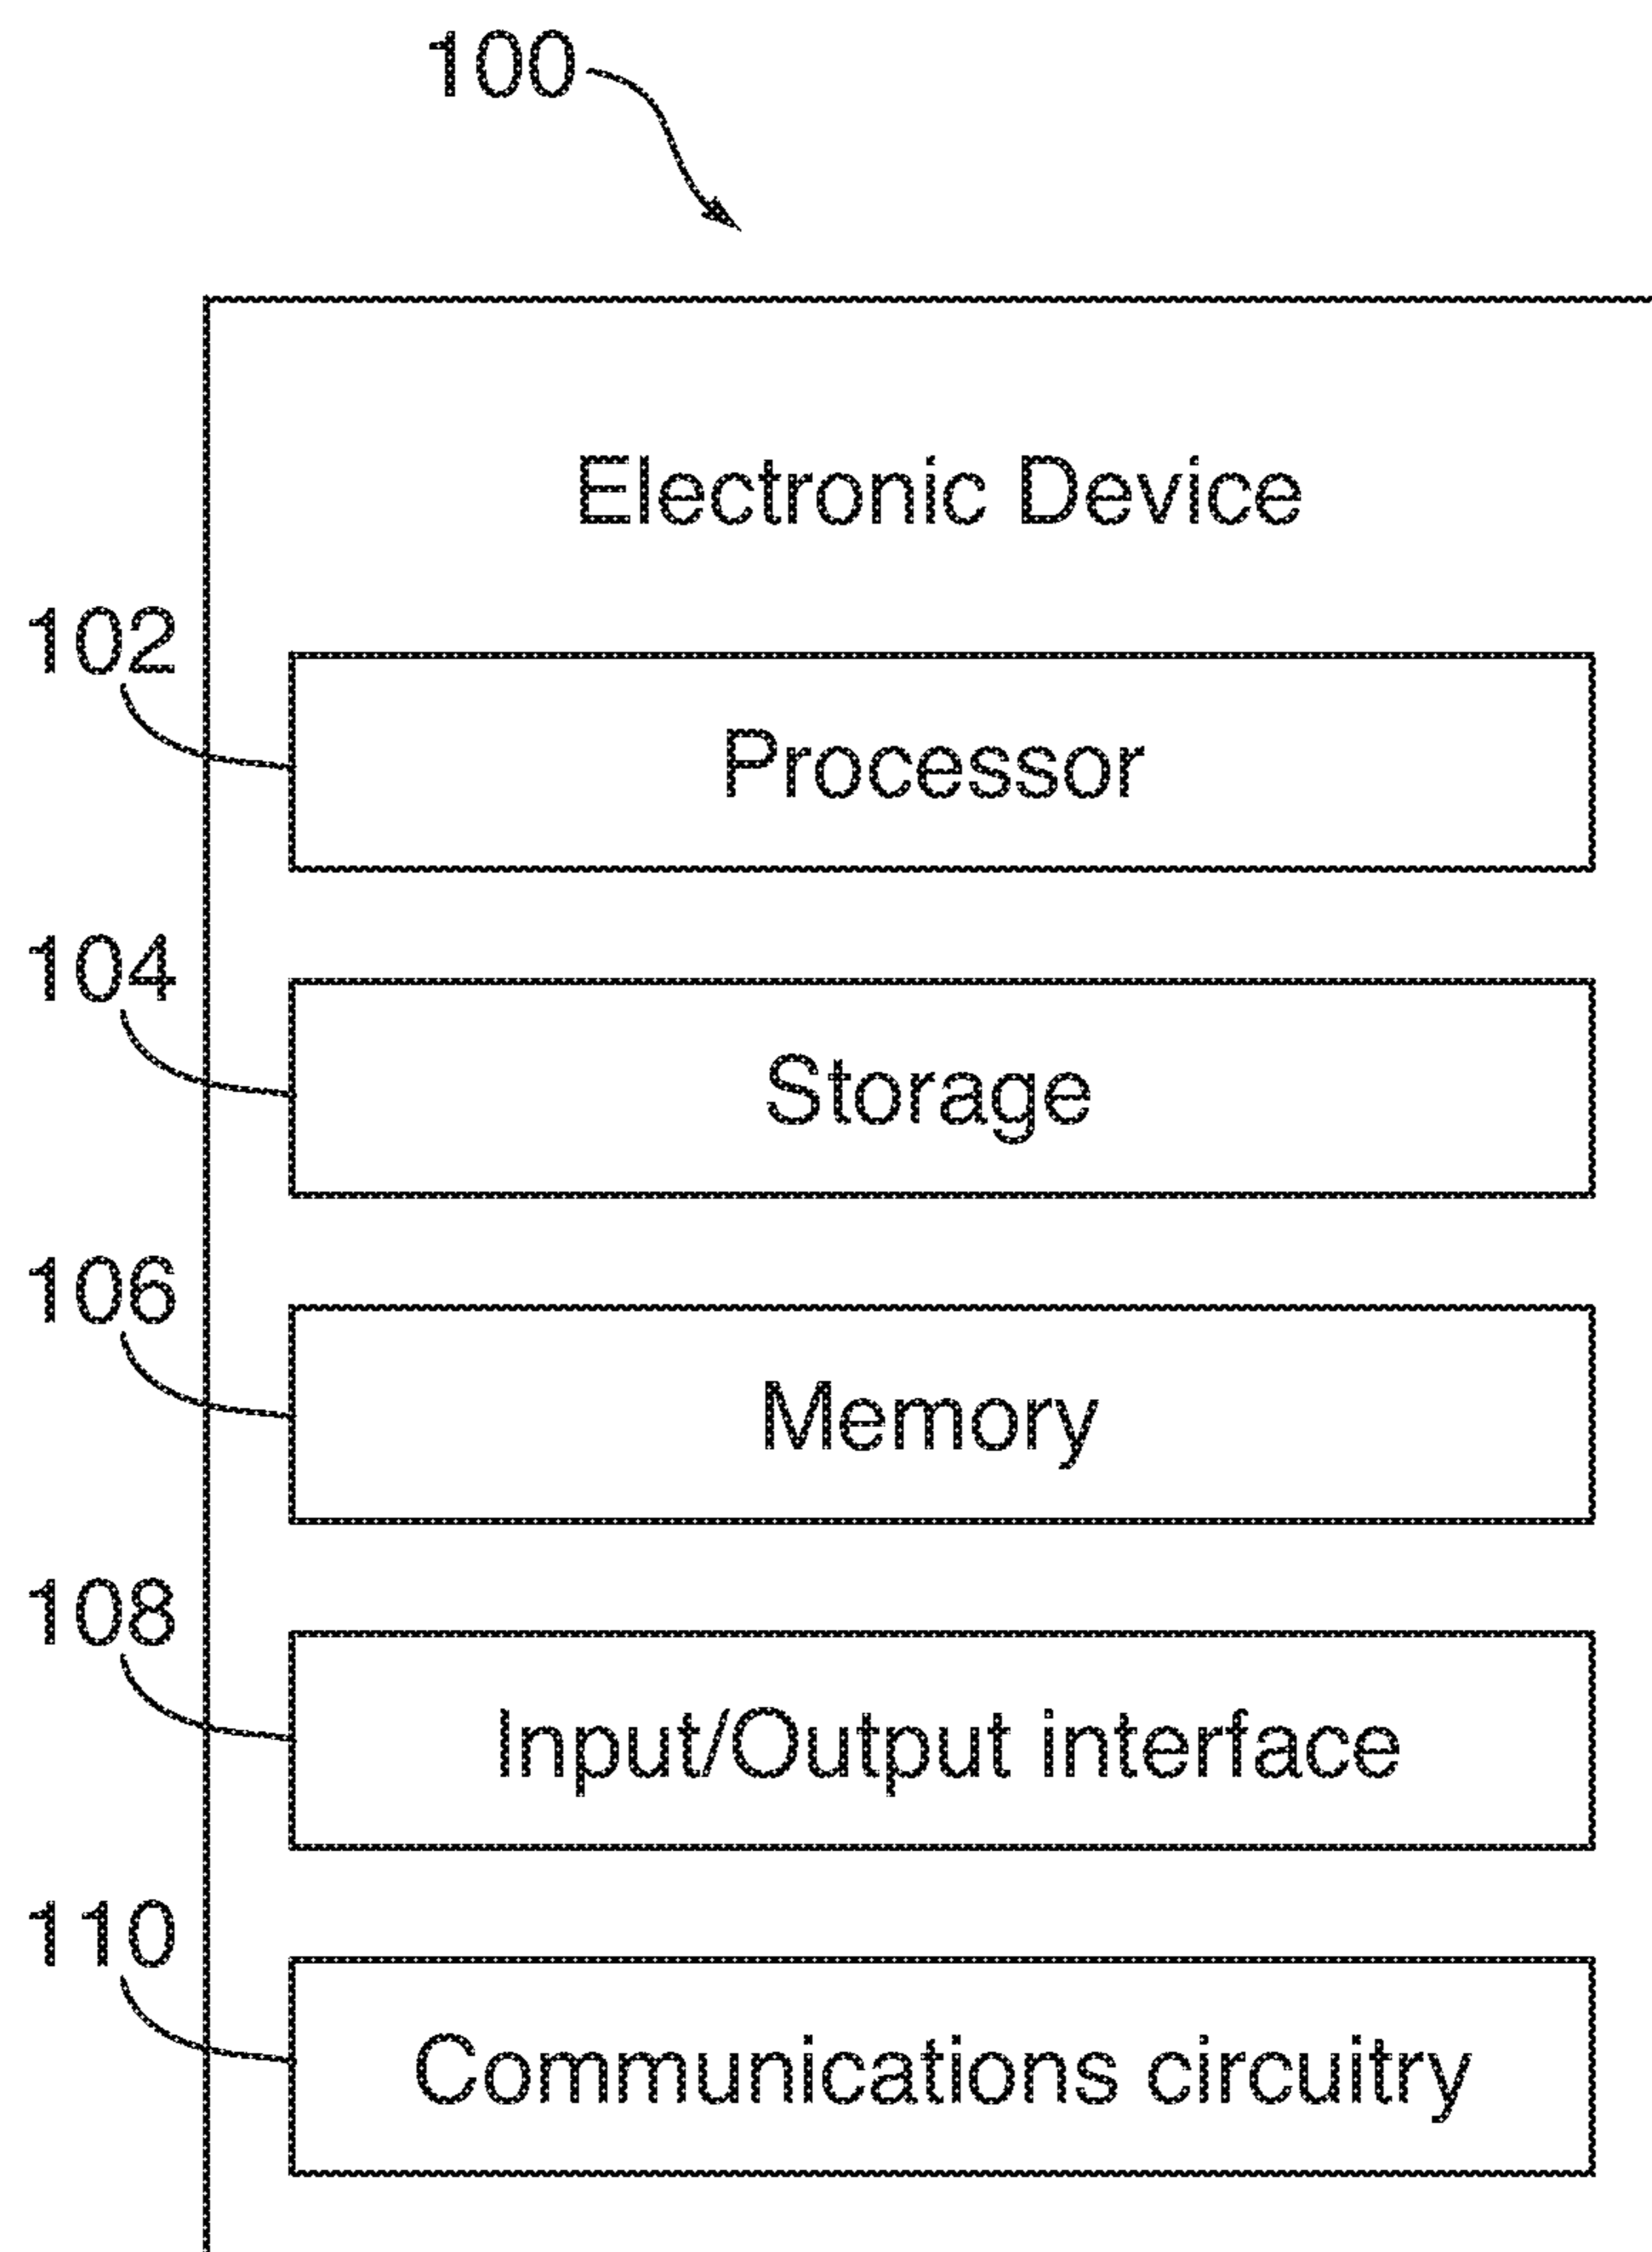 100
Electronic Device
102
Processor
104
Storage
106
Memory
108
Input/Output interface
110
Communications circuitry